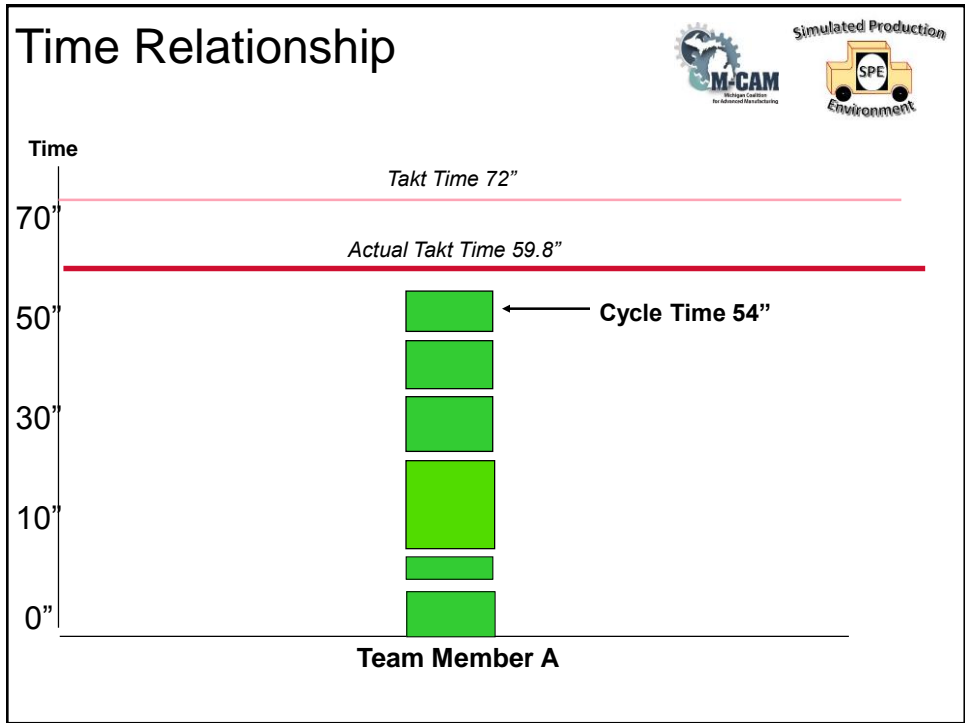 Time Relationship
M-CAM
Michigan Coalition
for Advanced Manufacturing
Simulated Production
SPE
Environment
Time
Takt Time 72”
70”
Actual Takt Time 59.8”
50”
Cycle Time 54”
30”
10”
0”
Team Member A